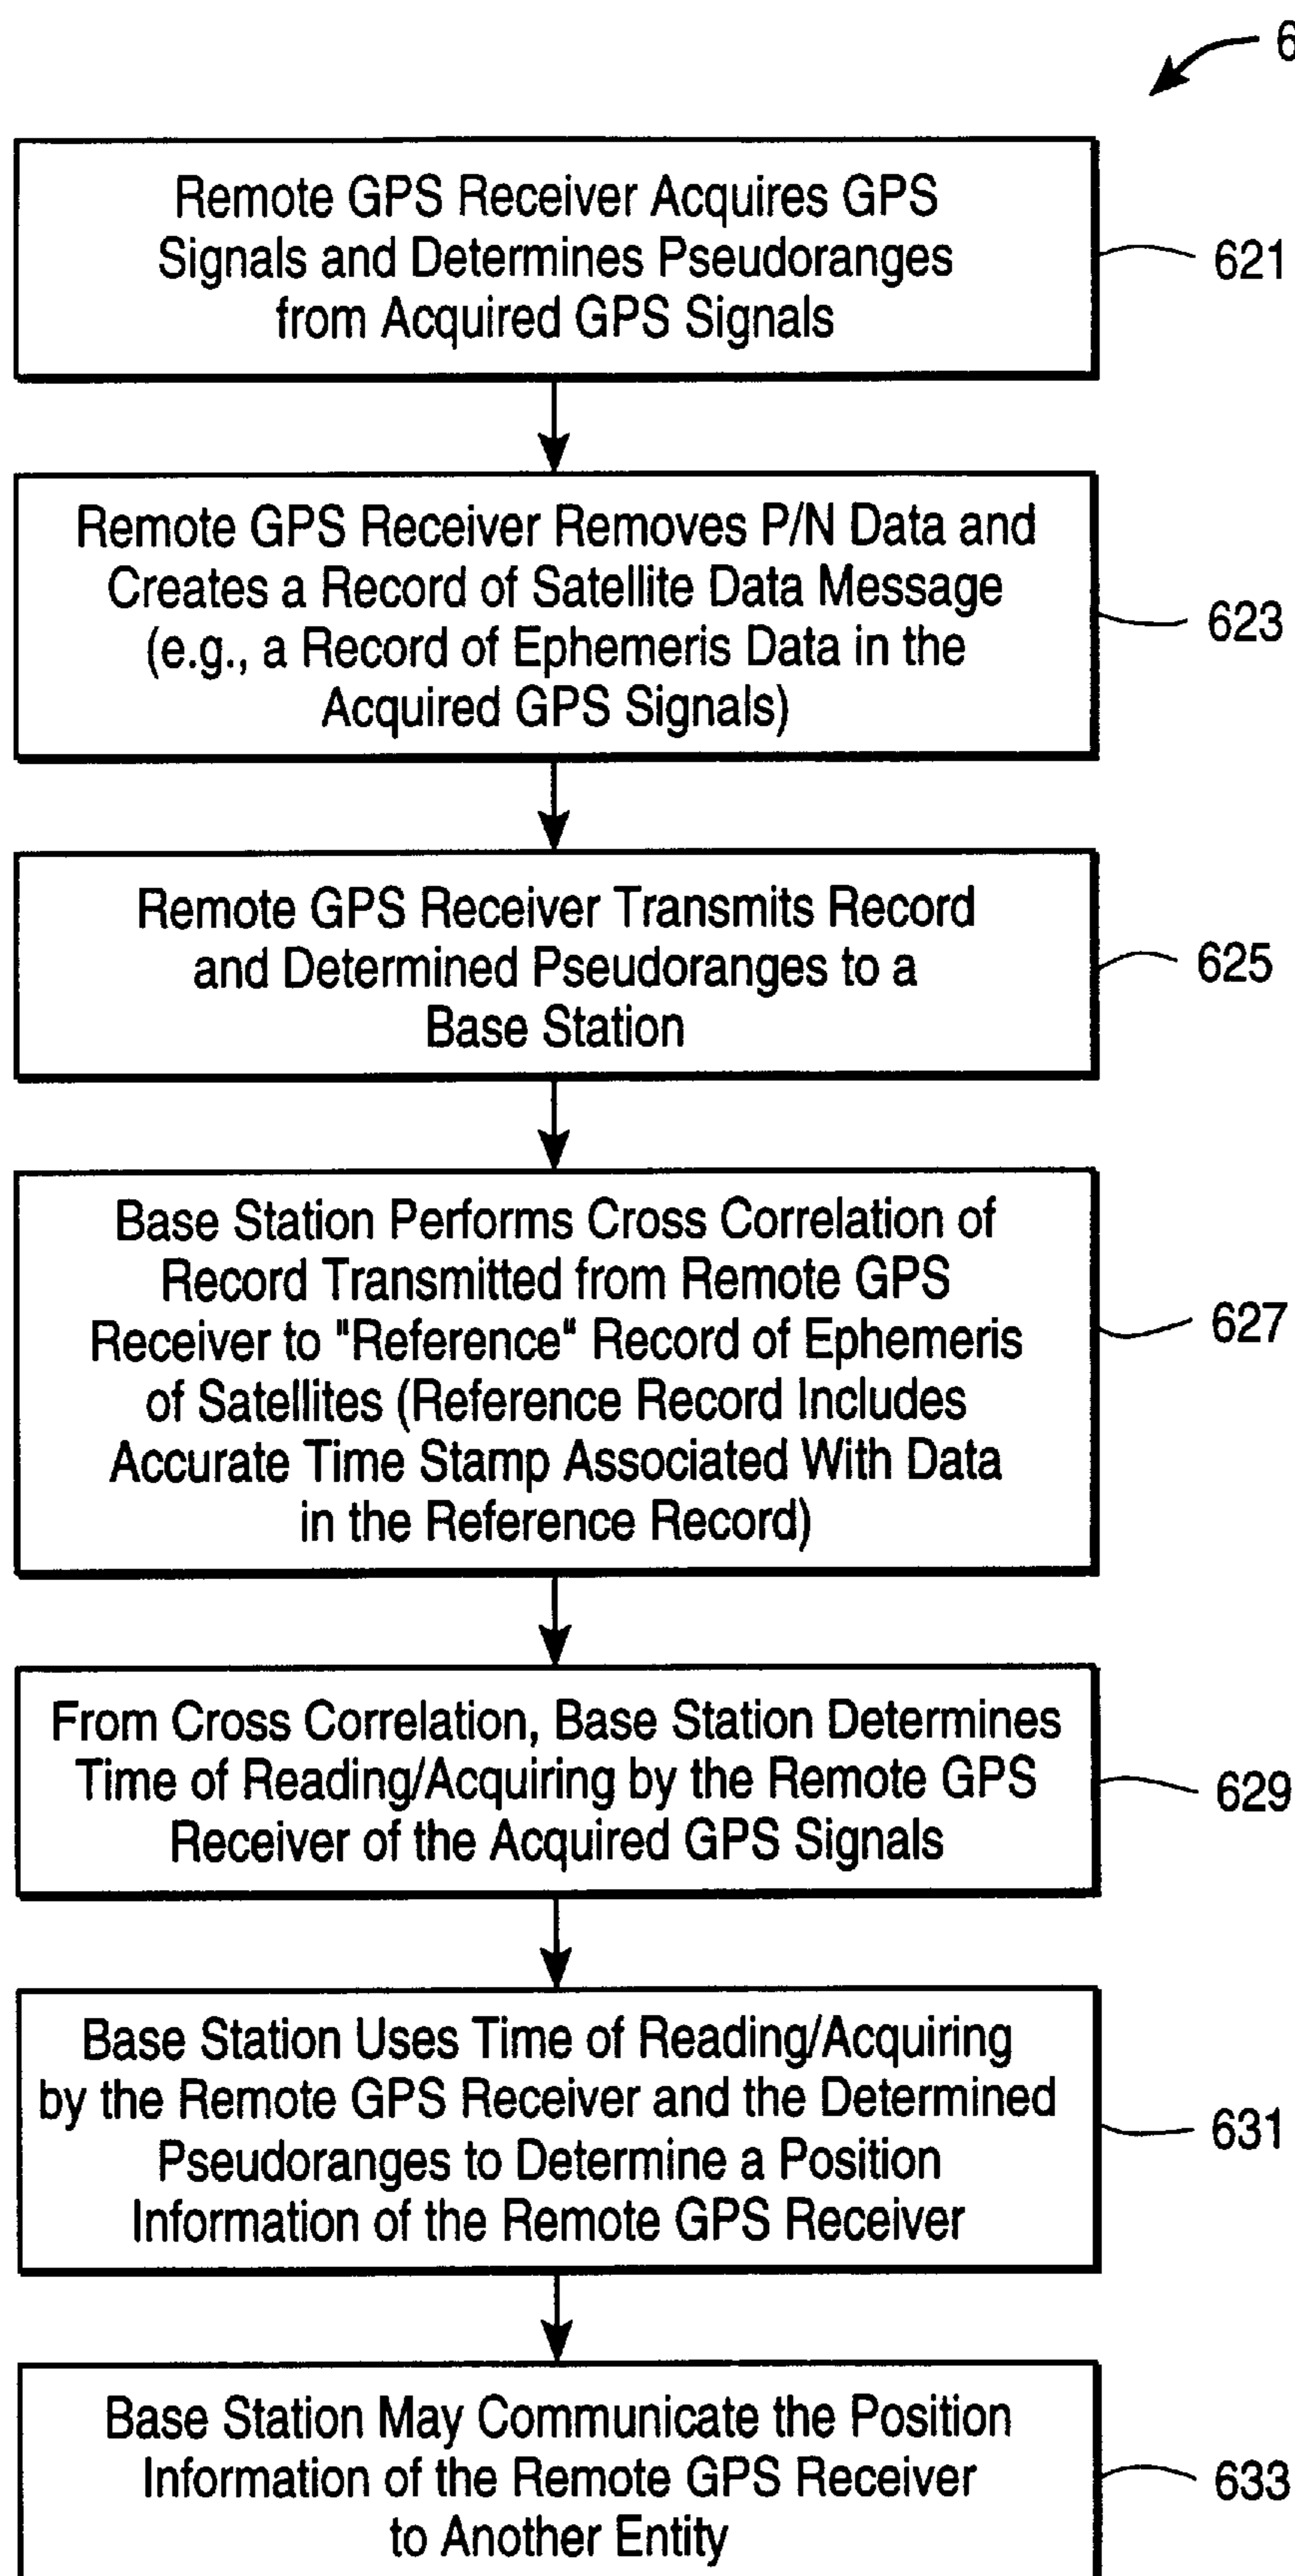 6
Remote GPS Receiver Acquires GPS
Signals and Determines Pseudoranges
from Acquired GPS Signals
621
Remote GPS Receiver Removes P/N Data and
Creates a Record of Satellite Data Message
(e.g., a Record of Ephemeris Data in the
Acquired GPS Signals)
623
Remote GPS Receiver Transmits Record
and Determined Pseudoranges to a
Base Station
625
Base Station Performs Cross Correlation of
Record Transmitted from Remote GPS
Receiver to "Reference" Record of Ephemeris
of Satellites (Reference Record Includes
Accurate Time Stamp Associated With Data
in the Reference Record)
627
From Cross Correlation, Base Station Determines
Time of Reading/Acquiring by the Remote GPS
Receiver of the Acquired GPS Signals
629
Base Station Uses Time of Reading/Acquiring
by the Remote GPS Receiver and the Determined
Pseudoranges to Determine a Position
Information of the Remote GPS Receiver
631
Base Station May Communicate the Position
Information of the Remote GPS Receiver
to Another Entity
633